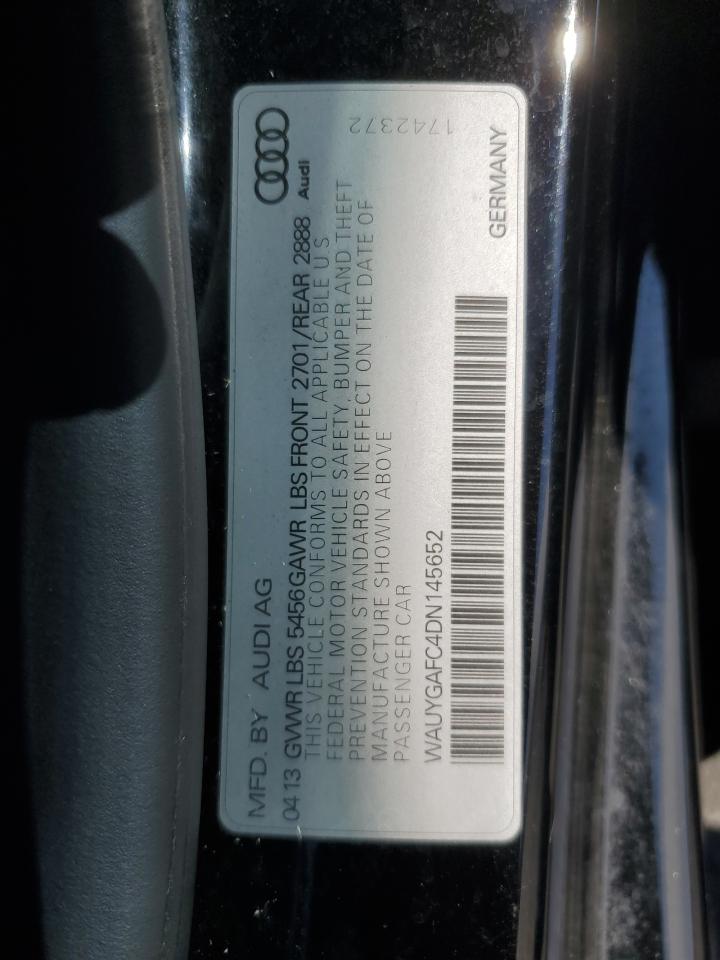 MFD. BY AUDI AG
Audi
0413 GVWR LBS 5456 GAWR LBS FRONT 2701/REAR 2888
THIS VEHICLE CONFORMS TO ALL APPLICABLE U S
FEDERAL MOTOR VEHICLE SAFETY, BUMPER AND THEFT
PREVENTION STANDARDS IN EFFECT ON THE DATE OF
MANUFACTURE SHOWN ABOVE
PASSENGER CAR
1742372
WAUYGAFC4DN145652
GERMANY